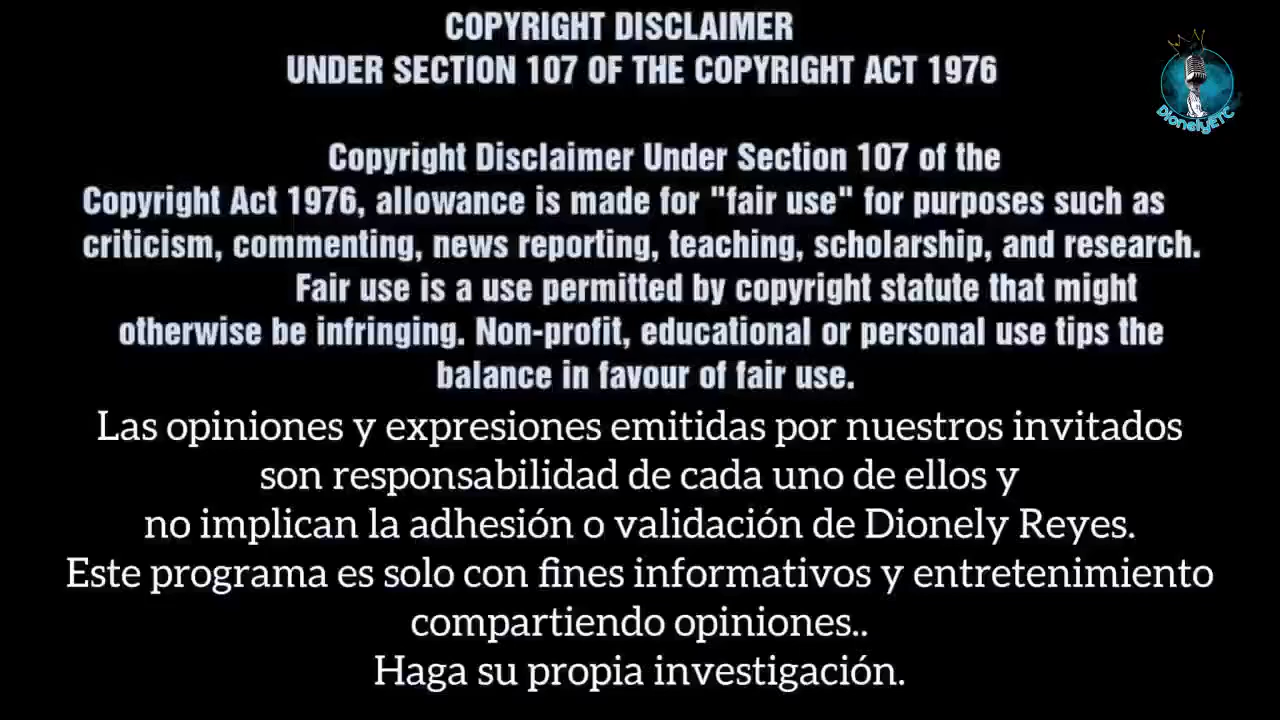 COPYRIGHT DISCLAIMER
UNDER SECTION 107 OF THE COPYRIGHT ACT 1976
DionelyETC
Copyright Disclaimer Under Section 107 of the
Copyright Act 1976, allowance is made for "fair use" for purposes such as
criticism, commenting, news reporting, teaching, scholarship, and research.
Fair use is a use permitted by copyright statute that might
otherwise be infringing. Non-profit, educational or personal use tips the
balance in favour of fair use.
Las opiniones y expresiones emitidas por nuestros invitados
son responsabilidad de cada uno de ellos y
no implican la adhesión o validación de Dionely Reyes.
Este programa es solo con fines informativos y entretenimiento
compartiendo opiniones..
Haga su propia investigación.